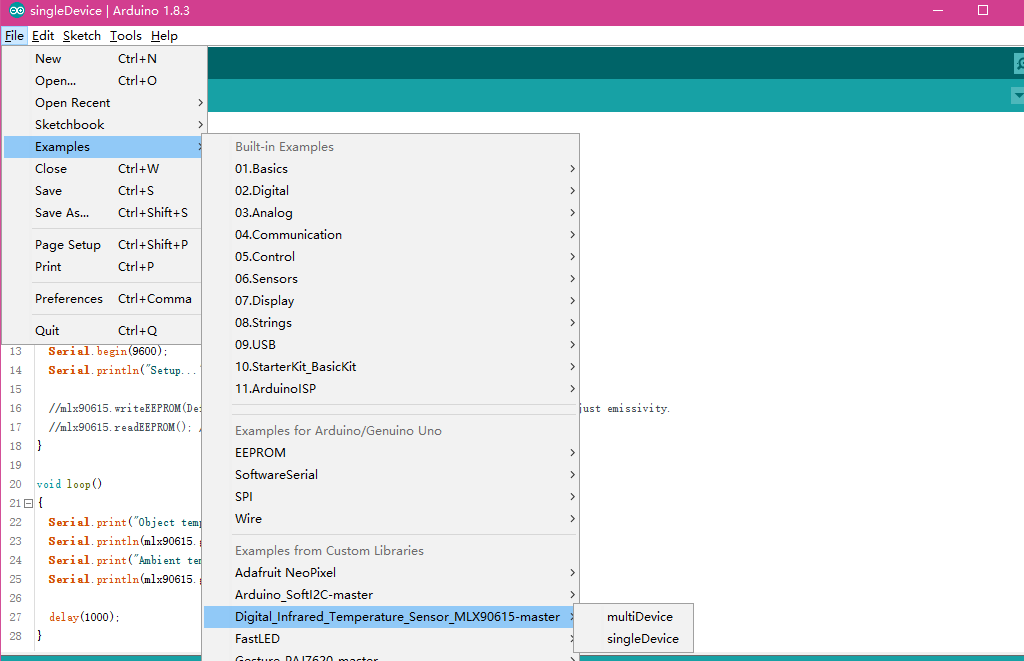 singleDevice | Arduino 1.8.3
File Edit Sketch Tools Help
New Ctrl+N
Open... Ctrl+O
Open Recent
Sketchbook
Examples
Close Ctrl+W
Save Ctrl+S
Save As... Ctrl+Shift+S
Page Setup Ctrl+Shift+P
Print Ctrl+P
Preferences Ctrl+Comma
Quit Ctrl+Q
Built-in Examples
01.Basics
02.Digital
03.Analog
04.Communication
05.Control
06.Sensors
07.Display
08.Strings
09.USB
10.StarterKit_BasicKit
11.ArduinoISP
Examples for Arduino/Genuino Uno
EEPROM
SoftwareSerial
SPI
Wire
Examples from Custom Libraries
Adafruit NeoPixel
Arduino_SoftI2C-master
Digital_Infrared_Temperature_Sensor_MLX90615-master
FastLED
Gesture_PAJ7620-master
multiDevice
singleDevice
13 Serial.begin(9600);
14 Serial.println("Setup...
15
16 //mlx90615.writeEEPROM(De just emissivity.
17 //mlx90615.readEEPROM(); /
18 }
19
20 void loop()
21 {
22 Serial.print("Object tem
23 Serial.println(mlx90615.g
24 Serial.print("Ambient tem
25 Serial.println(mlx90615.g
26
27 delay(1000);
28 }